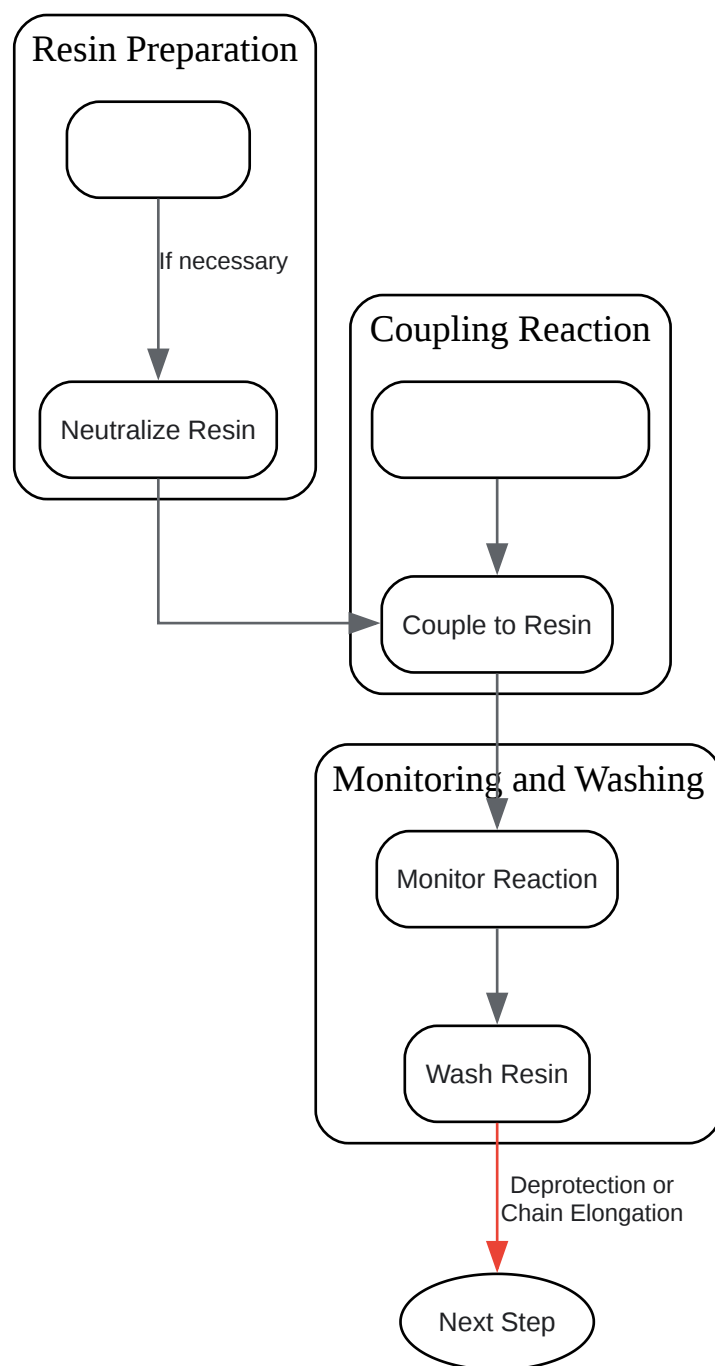 Resin Preparation
If necessary
Neutralize Resin
Coupling Reaction
Couple to Resin
Monitoring and Washing
Monitor Reaction
Wash Resin
Deprotection or
Chain Elongation
Next Step